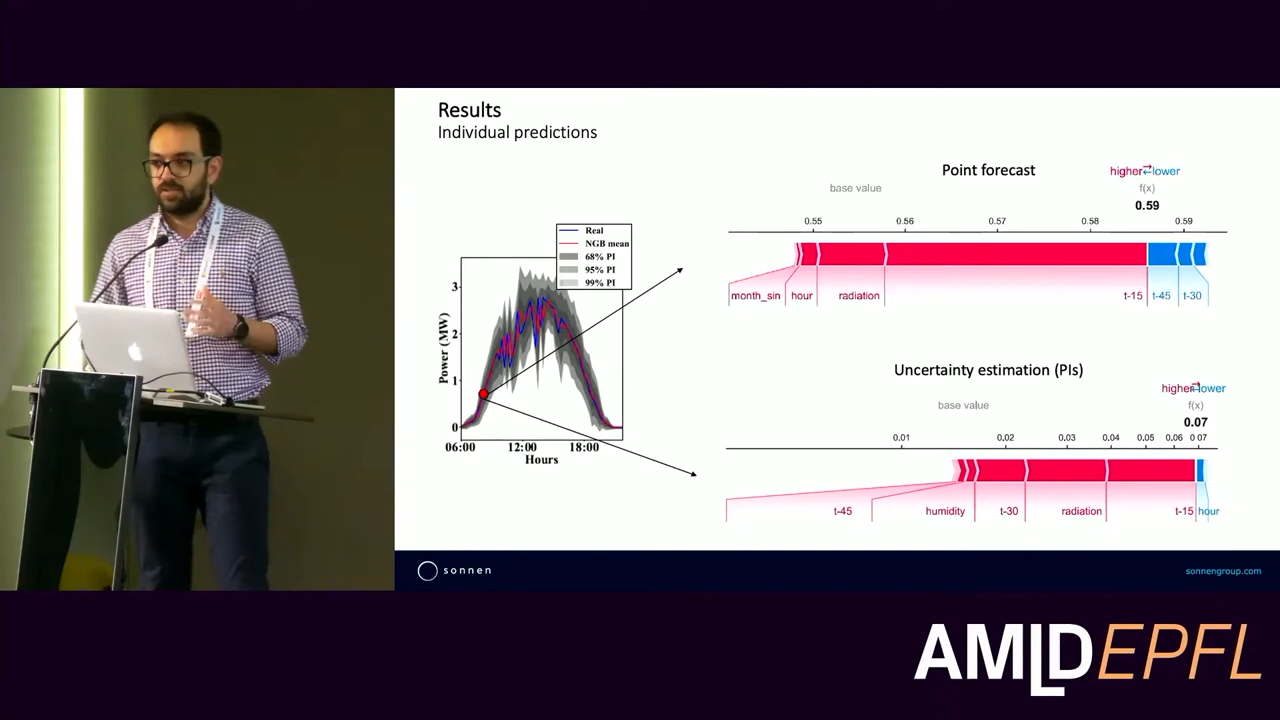 Results
Individual predictions
Real
NGB mean
68% PI
95% PI
99% PI
3
2
1
0
Power (MW)
06:00 12:00 18:00
Hours
Point forecast
higher lower
base value f(x)
0.59
0.55 0.56 0.57 0.58 0.59
month_sin hour radiation t-15 t-45 t-30
Uncertainty estimation (PIs)
higher lower
base value f(x)
0.07
0.01 0.02 0.03 0.04 0.05 0.06 0 07
t-45 humidity t-30 radiation t-15 hour
sonnen
sonnengroup.com
AMLD EPFL